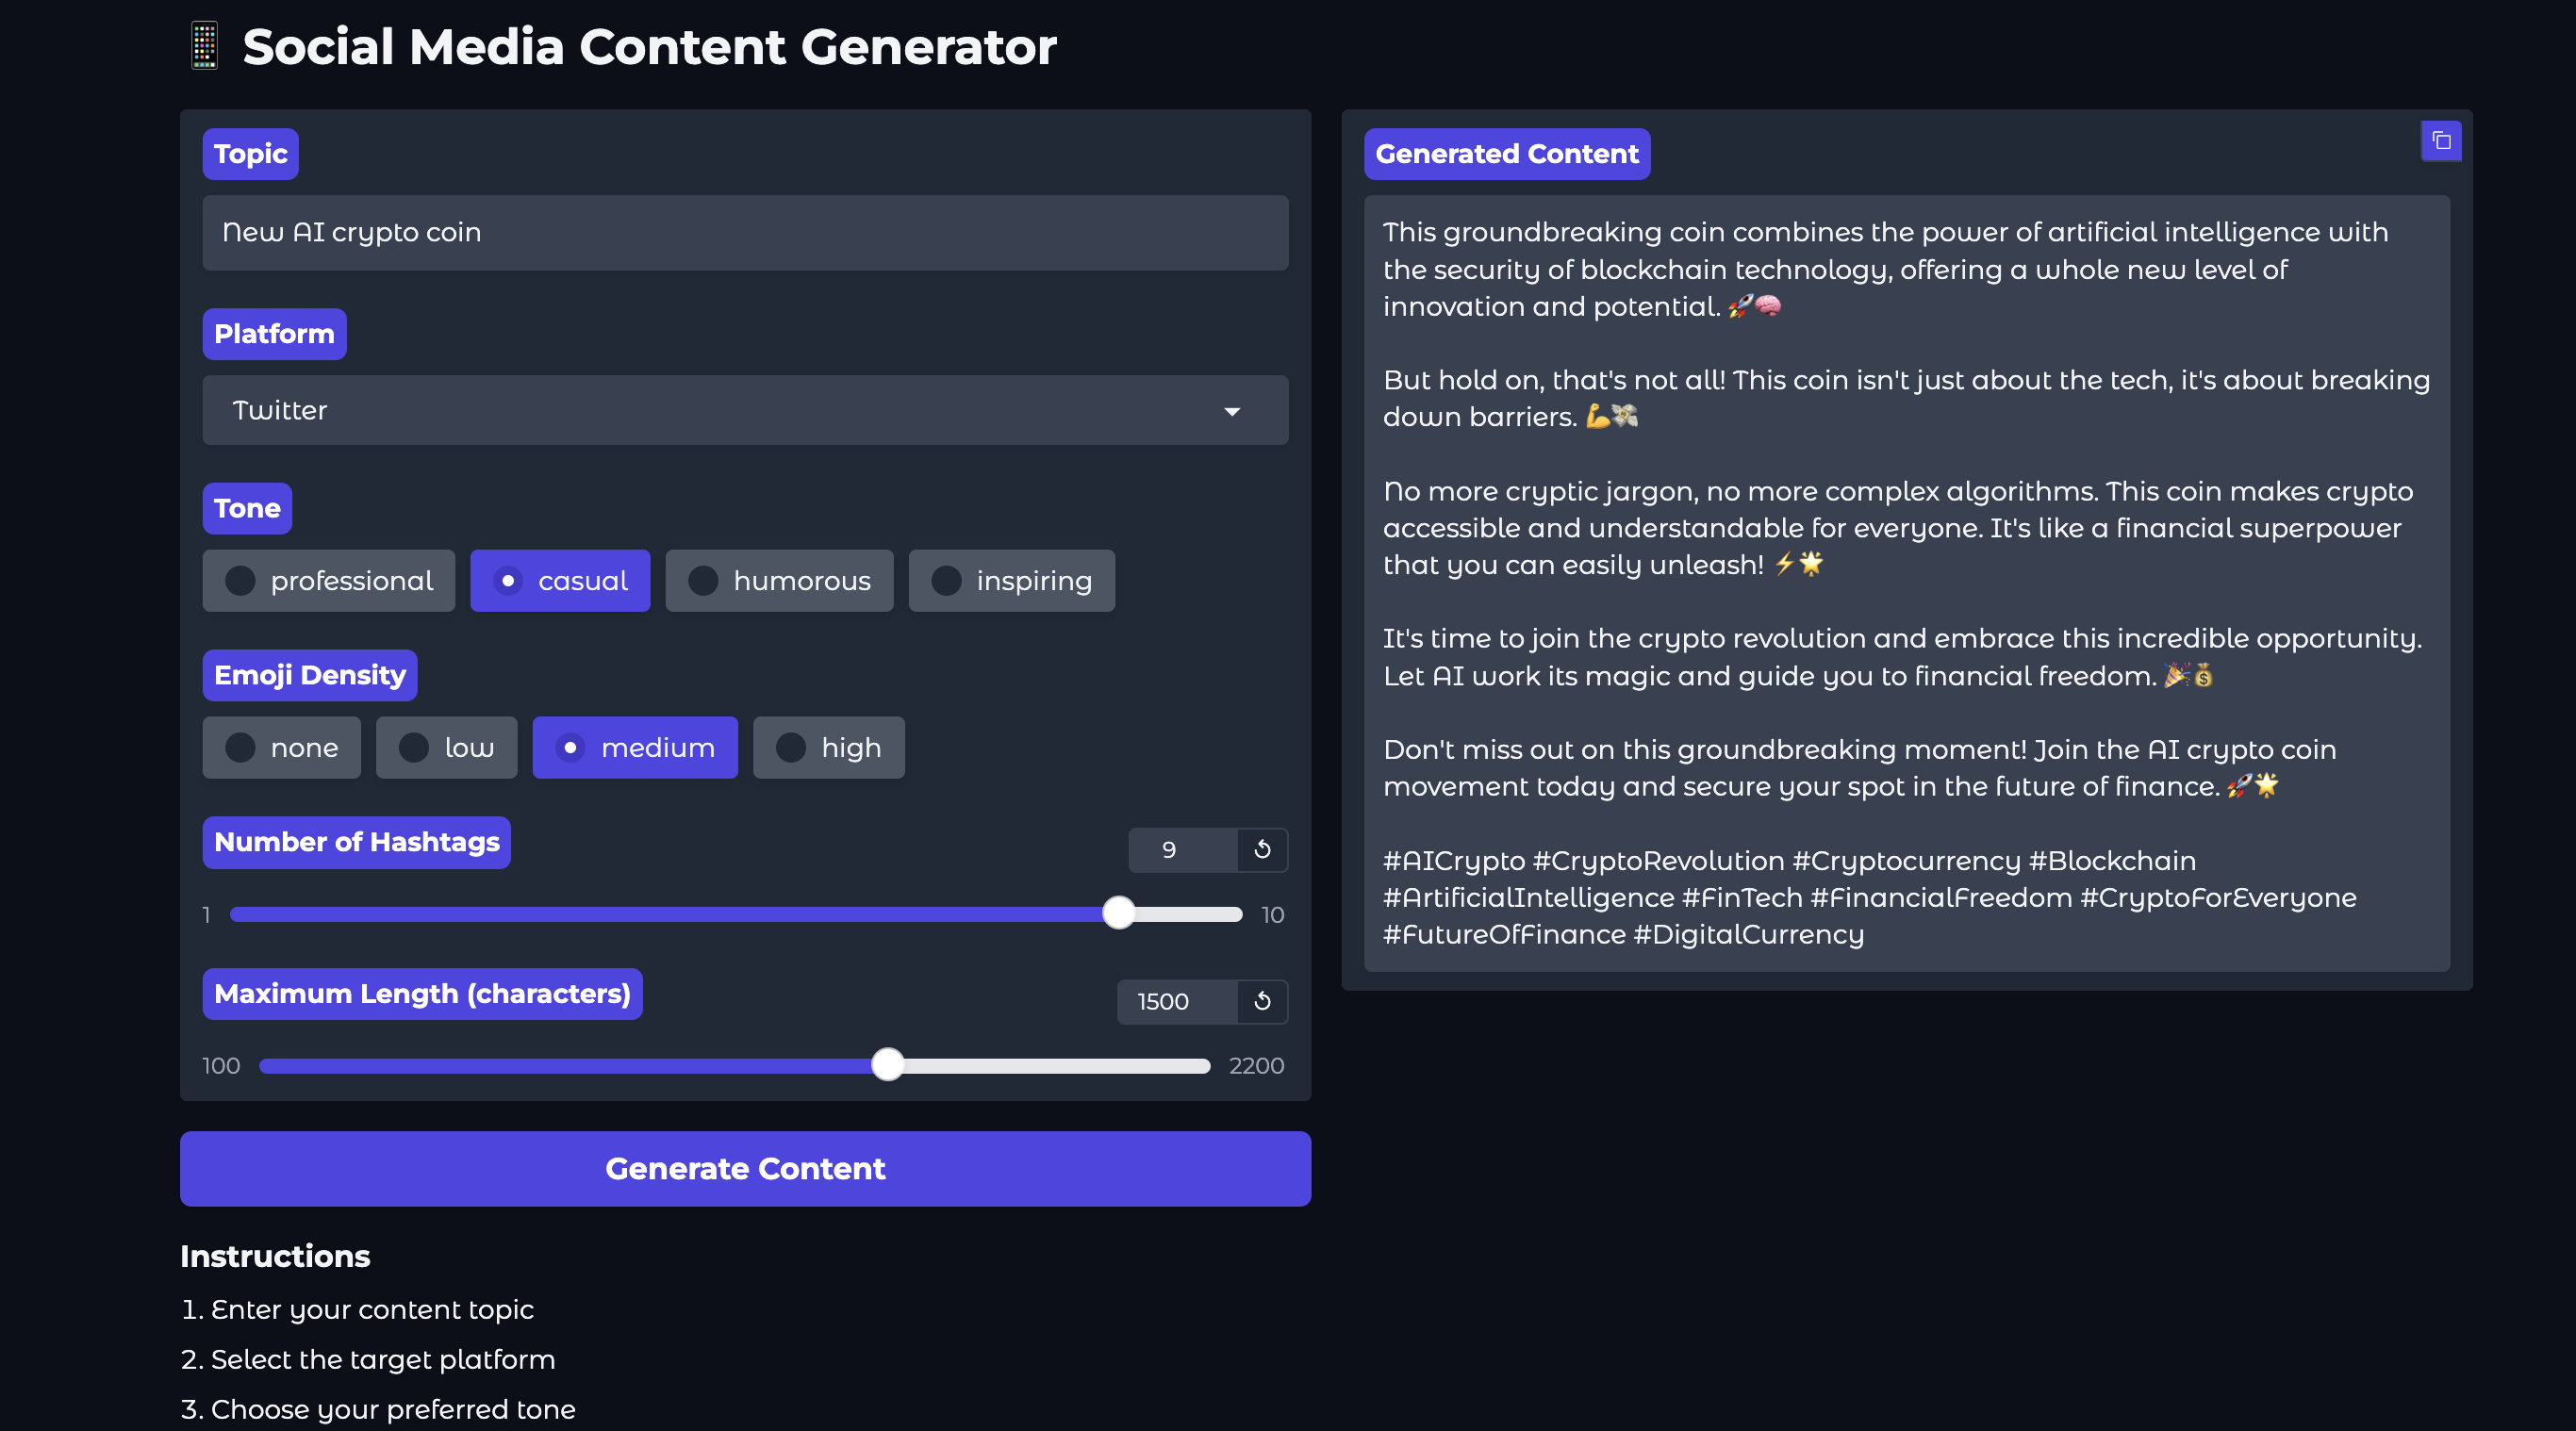 📱 Social Media Content Generator
Topic
New AI crypto coin
Platform
Twitter
Tone
professional
casual
humorous
inspiring
Emoji Density
none
low
medium
high
Number of Hashtags
9
1
10
Maximum Length (characters)
1500
100
2200
Generate Content
Instructions
1. Enter your content topic
2. Select the target platform
3. Choose your preferred tone
Generated Content
This groundbreaking coin combines the power of artificial intelligence with
the security of blockchain technology, offering a whole new level of
innovation and potential. 🚀🧠
But hold on, that's not all! This coin isn't just about the tech, it's about breaking
down barriers. 💪💸
No more cryptic jargon, no more complex algorithms. This coin makes crypto
accessible and understandable for everyone. It's like a financial superpower
that you can easily unleash! ⚡🌟
It's time to join the crypto revolution and embrace this incredible opportunity.
Let AI work its magic and guide you to financial freedom. 🎉💰
Don't miss out on this groundbreaking moment! Join the AI crypto coin
movement today and secure your spot in the future of finance. 🚀🌟
#AICrypto #CryptoRevolution #Cryptocurrency #Blockchain
#ArtificialIntelligence #FinTech #FinancialFreedom #CryptoForEveryone
#FutureOfFinance #DigitalCurrency